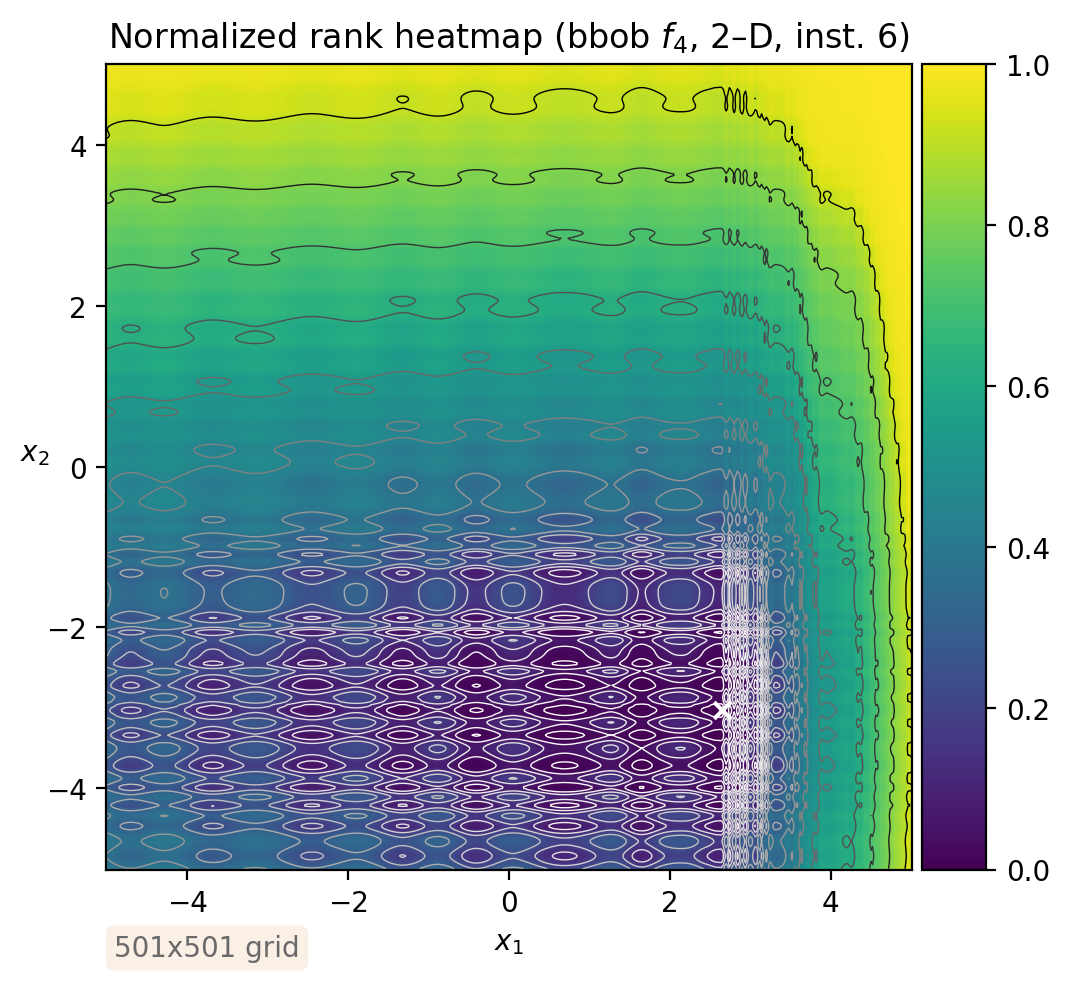 Normalized rank heatmap (bbob f₄, 2–D, inst. 6)
1.0
0.8
0.6
0.4
0.2
0.0
4
2
0
−2
−4
x₂
−4 −2 0 2 4
x₁
501x501 grid